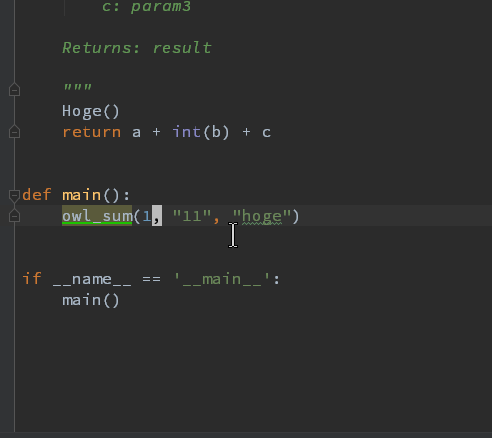 c: param3
Returns: result
"""
Hoge()
return a + int(b) + c
def main():
owl_sum(1, "11", "hoge")
if __name__ == '__main__':
main()